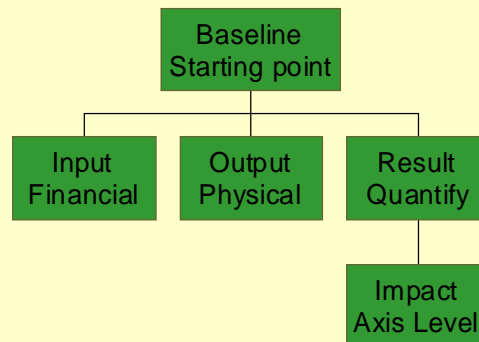 Baseline
Starting point
Input
Financial
Output
Physical
Result
Quantify
Impact
Axis Level